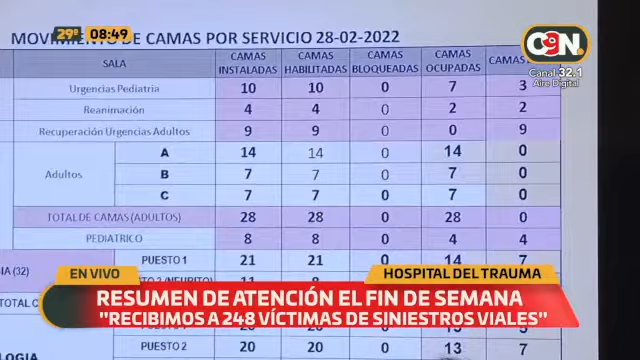 29° 08:49
C9N
Canal 32.1
Aire Digital
MOVIMIENTO DE CAMAS POR SERVICIO 28-02-2022
SALA CAMAS INSTALADAS CAMAS HABILITADAS CAMAS BLOQUEADAS CAMAS OCUPADAS CAMAS
Urgencias Pediatria 10 10 0 7 3
Reanimación 4 4 0 2 2
Recuperación Urgencias Adultos 9 9 0 0 9
Adultos A 14 14 0 14 0
B 7 7 0 7 0
C 7 7 0 7 0
TOTAL DE CAMAS (ADULTOS) 28 28 0 28 0
PEDIATRICO 8 8 0 4 4
(32) PUESTO 1 21 21 0 14 7
EN VIVO
HOSPITAL DEL TRAUMA
RESUMEN DE ATENCIÓN EL FIN DE SEMANA
"RECIBIMOS A 248 VÍCTIMAS DE SINIESTROS VIALES"
PUESTO 2 20 20 0 13 7